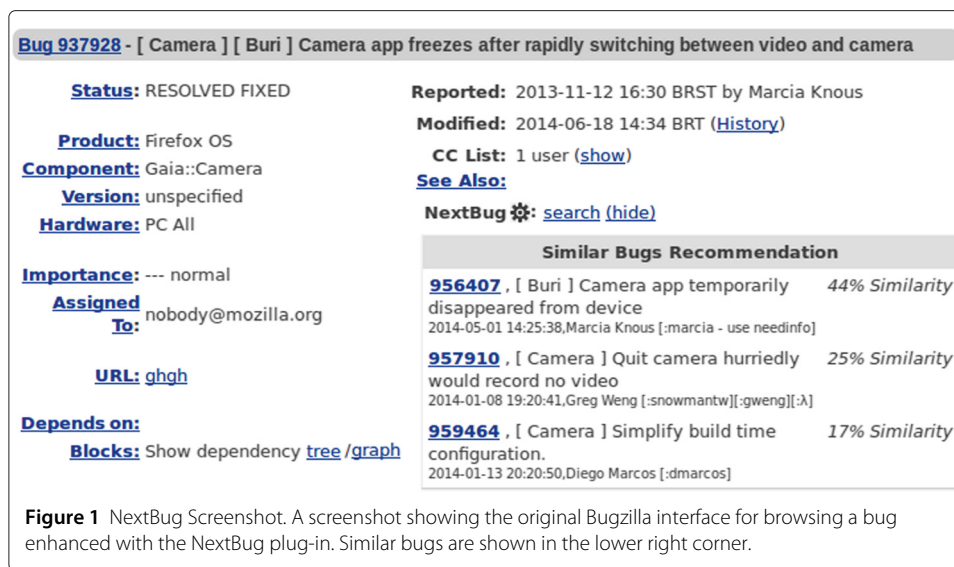 Bug 937928 - [ Camera ] [ Buri ] Camera app freezes after rapidly switching between video and camera
Status: RESOLVED FIXED
Product: Firefox OS
Component: Gaia::Camera
Version: unspecified
Hardware: PC All
Importance: --- normal
Assigned
To: nobody@mozilla.org
URL: ghgh
Depends on:
Blocks: Show dependency tree /graph
Reported: 2013-11-12 16:30 BRST by Marcia Knous
Modified: 2014-06-18 14:34 BRT (History)
CC List: 1 user (show)
See Also:
NextBug : search (hide)
Similar Bugs Recommendation
956407 , [ Buri ] Camera app temporarily 44% Similarity
disappeared from device
2014-05-01 14:25:38,Marcia Knous [:marcia - use needinfo]
957910 , [ Camera ] Quit camera hurriedly 25% Similarity
would record no video
2014-01-08 19:20:41,Greg Weng [:snowmantw][:gweng][:λ]
959464 , [ Camera ] Simplify build time 17% Similarity
configuration.
2014-01-13 20:20:50,Diego Marcos [:dmarcos]
Figure 1 NextBug Screenshot. A screenshot showing the original Bugzilla interface for browsing a bug
enhanced with the NextBug plug-in. Similar bugs are shown in the lower right corner.